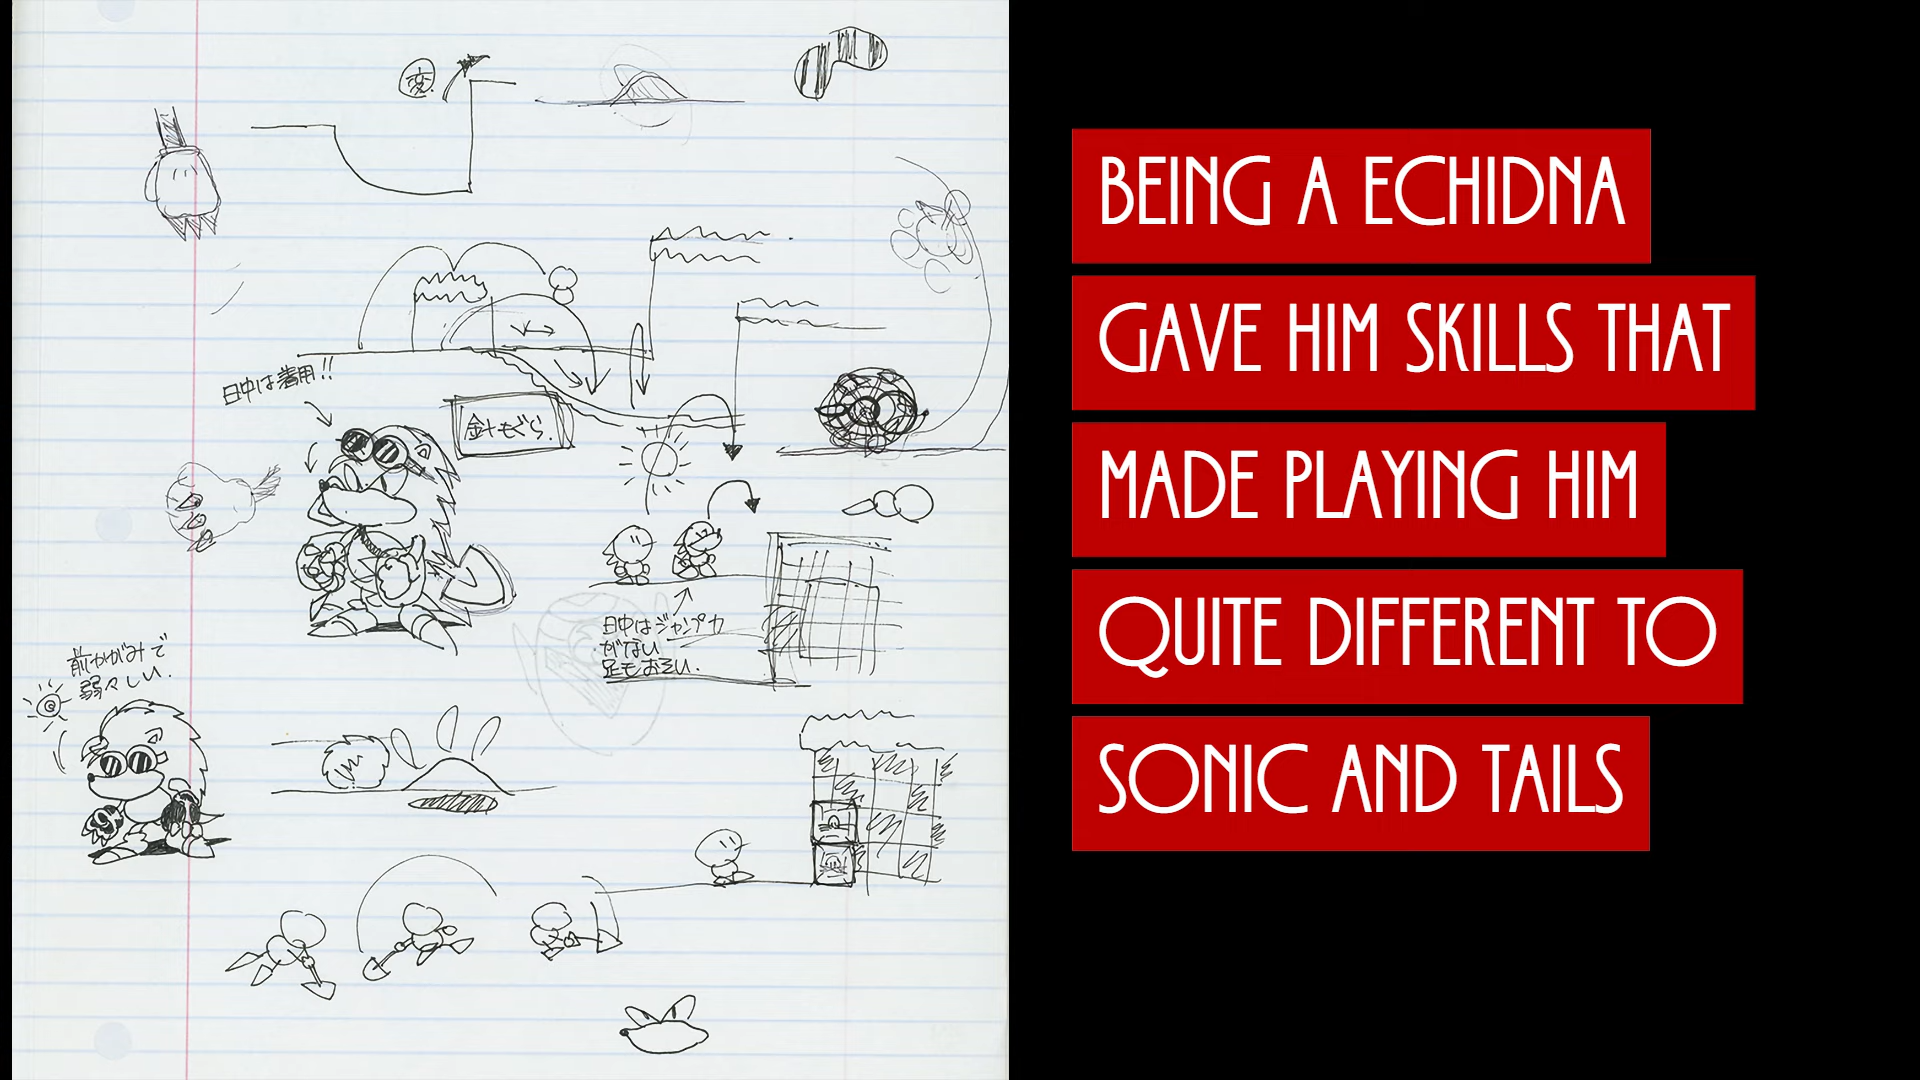 変
日中は着用!!
針もぐら.
日中はジャンプ力
がない
足もおそい.
前かがみで
弱々しい.
BEING A ECHIDNA
GAVE HIM SKILLS THAT
MADE PLAYING HIM
QUITE DIFFERENT TO
SONIC AND TAILS